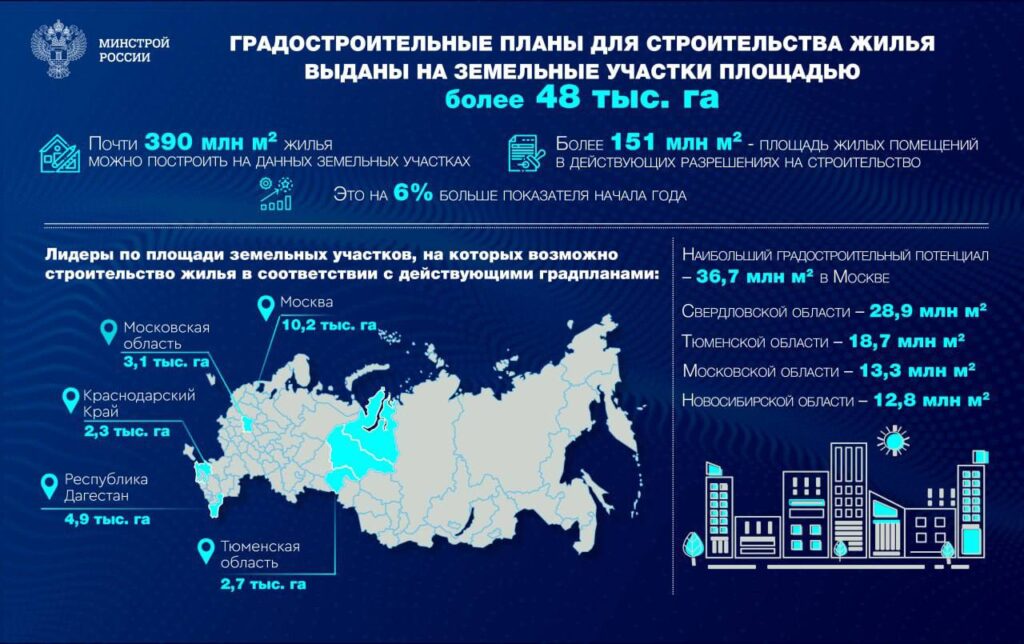 МИНСТРОЙ
РОССИИ
ГРАДОСТРОИТЕЛЬНЫЕ ПЛАНЫ ДЛЯ СТРОИТЕЛЬСТВА ЖИЛЬЯ
ВЫДАНЫ НА ЗЕМЕЛЬНЫЕ УЧАСТКИ ПЛОЩАДЬЮ
более 48 тыс. га
Почти 390 млн м² жилья
можно построить на данных земельных участках
Более 151 млн м² - площадь жилых помещений
в действующих разрешениях на строительство
Это на 6% больше показателя начала года
Лидеры по площади земельных участков, на которых возможно
строительство жилья в соответствии с действующими градпланами:
Москва
10,2 тыс. га
Московская
область
3,1 тыс. га
Краснодарский
Край
2,3 тыс. га
Республика
Дагестан
4,9 тыс. га
Тюменская
область
2,7 тыс. га
Наибольший градостроительный потенциал
– 36,7 млн м² в Москве
Свердловской области – 28,9 млн м²
Тюменской области – 18,7 млн м²
Московской области – 13,3 млн м²
Новосибирской области – 12,8 млн м²